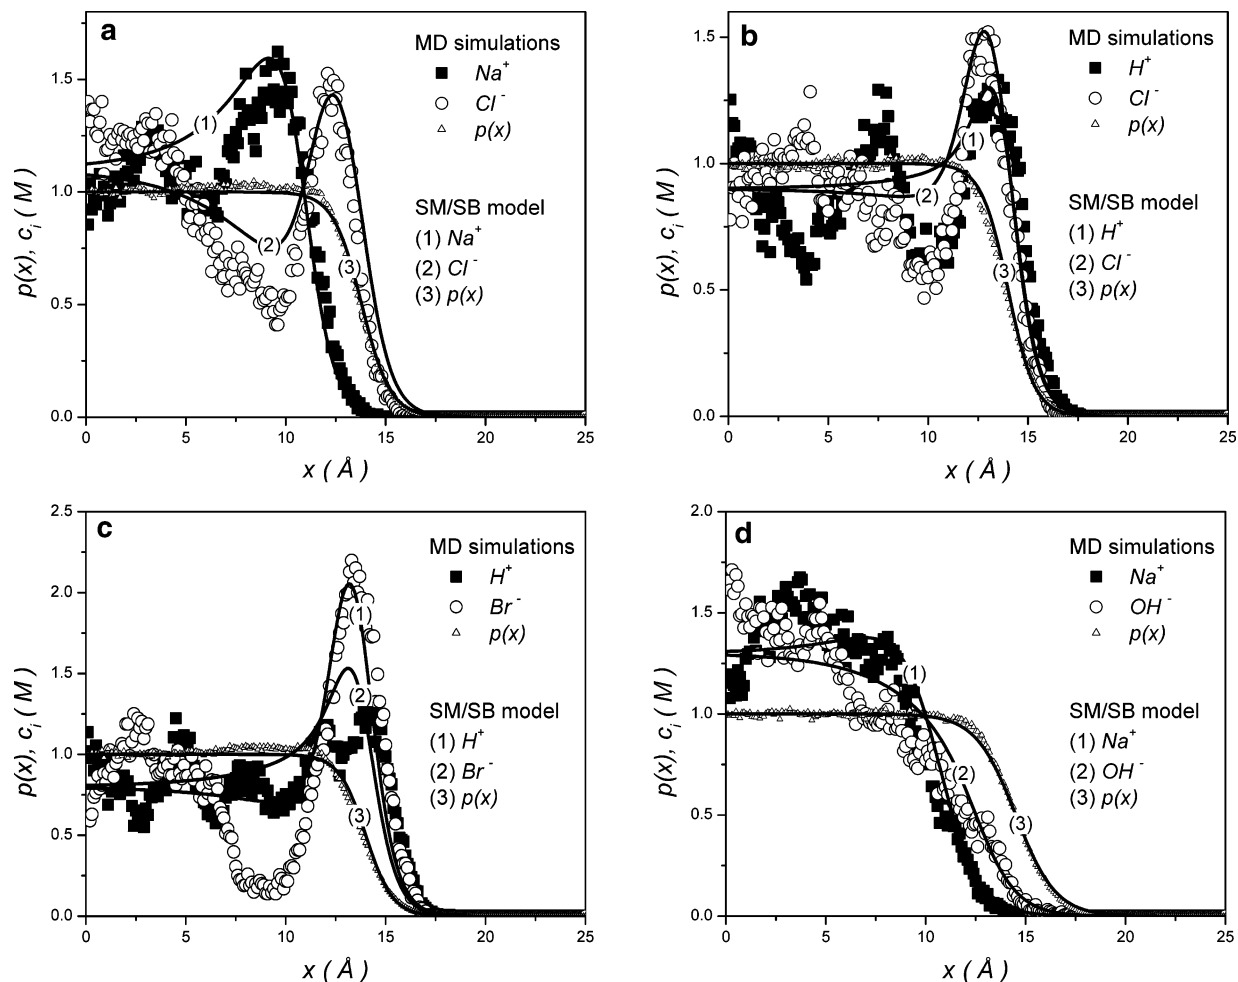 a
MD simulations
Na⁺
Cl⁻
p(x)
SM/SB model
(1) Na⁺
(2) Cl⁻
(3) p(x)
(1)
(2)
(3)
1.5
1.0
0.5
0.0
p(x), cᵢ ( M )
0 5 10 15 20 25
x ( Å )
b
MD simulations
H⁺
Cl⁻
p(x)
SM/SB model
(1) H⁺
(2) Cl⁻
(3) p(x)
(1)
(2)
(3)
1.5
1.0
0.5
0.0
p(x), cᵢ ( M )
0 5 10 15 20 25
x ( Å )
c
MD simulations
H⁺
Br⁻
p(x)
SM/SB model
(1) H⁺
(2) Br⁻
(3) p(x)
(1)
(2)
(3)
2.5
2.0
1.5
1.0
0.5
0.0
p(x), cᵢ ( M )
0 5 10 15 20 25
x ( Å )
d
MD simulations
Na⁺
OH⁻
p(x)
SM/SB model
(1) Na⁺
(2) OH⁻
(3) p(x)
(1)
(2)
(3)
2.0
1.5
1.0
0.5
0.0
p(x), cᵢ ( M )
0 5 10 15 20 25
x ( Å )